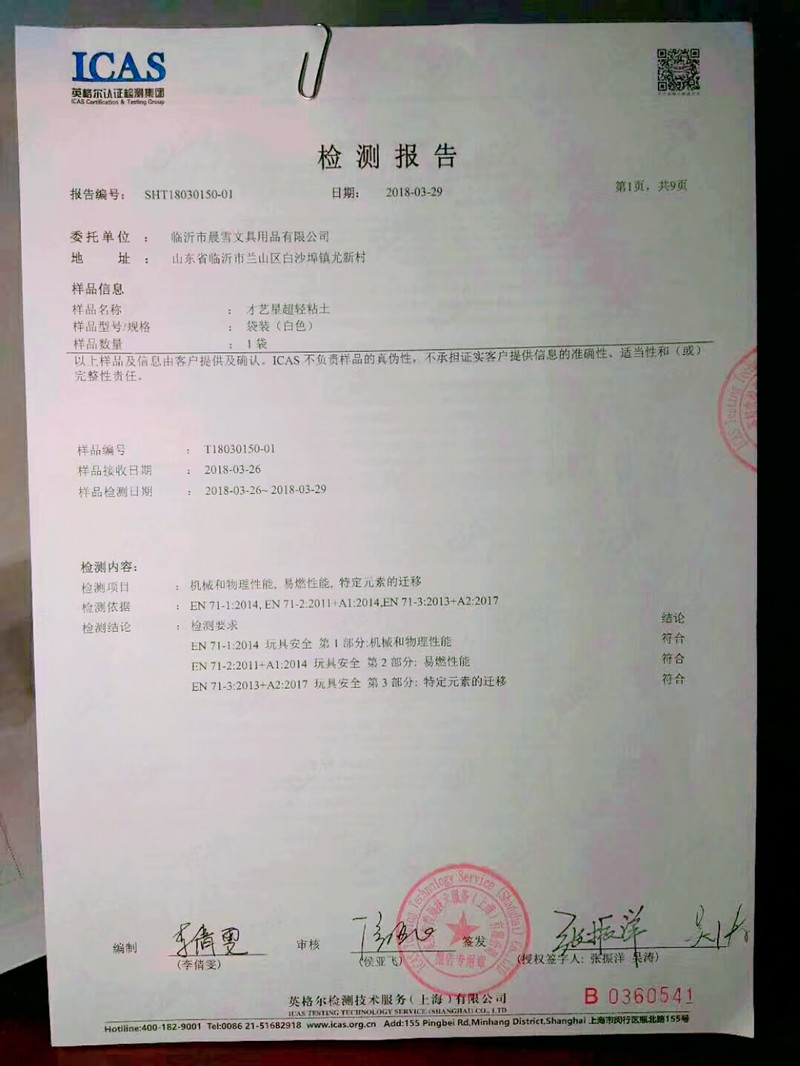 ICAS
英格尔认证检测集团
ICAS Certification & Testing Group
检测报告
报告编号： SHT18030150-01 日期： 2018-03-29 第1页，共9页
委托单位 ： 临沂市晨雪文具用品有限公司
地 址 ： 山东省临沂市兰山区白沙埠镇尤新村
样品信息
样品名称 ： 才艺星超轻粘土
样品型号/规格 ： 袋装（白色）
样品数量 ： 1 袋
以上样品及信息由客户提供及确认。ICAS 不负责样品的真伪性，不承担证实客户提供信息的准确性、适当性和（或）
完整性责任。
样品编号 ： T18030150-01
样品接收日期 ： 2018-03-26
样品检测日期 ： 2018-03-26~ 2018-03-29
检测内容：
检测项目 ： 机械和物理性能, 易燃性能, 特定元素的迁移
检测依据 ： EN 71-1:2014, EN 71-2:2011+A1:2014,EN 71-3:2013+A2:2017
检测结论 ： 检测要求 结论
EN 71-1:2014 玩具安全 第 1 部分:机械和物理性能 符合
EN 71-2:2011+A1:2014 玩具安全 第 2 部分: 易燃性能 符合
EN 71-3:2013+A2:2017 玩具安全 第 3 部分: 特定元素的迁移 符合
编制 李倩雯 审核 签发 张振洋 吴涛
(李倩雯) (侯亚飞) (授权签字人: 张振洋 吴涛)
报告专用章
英格尔检测技术服务（上海）有限公司
ICAS TESTING TECHNOLOGY SERVICE (SHANGHAI) CO., LTD
B 0360541
Hotiline:400-182-9001 Tel:0086 21-51682918 www.icas.org.cn Add:155 Pingbei Rd,Minhang District,Shanghai 上海市闵行区瓶北路155号